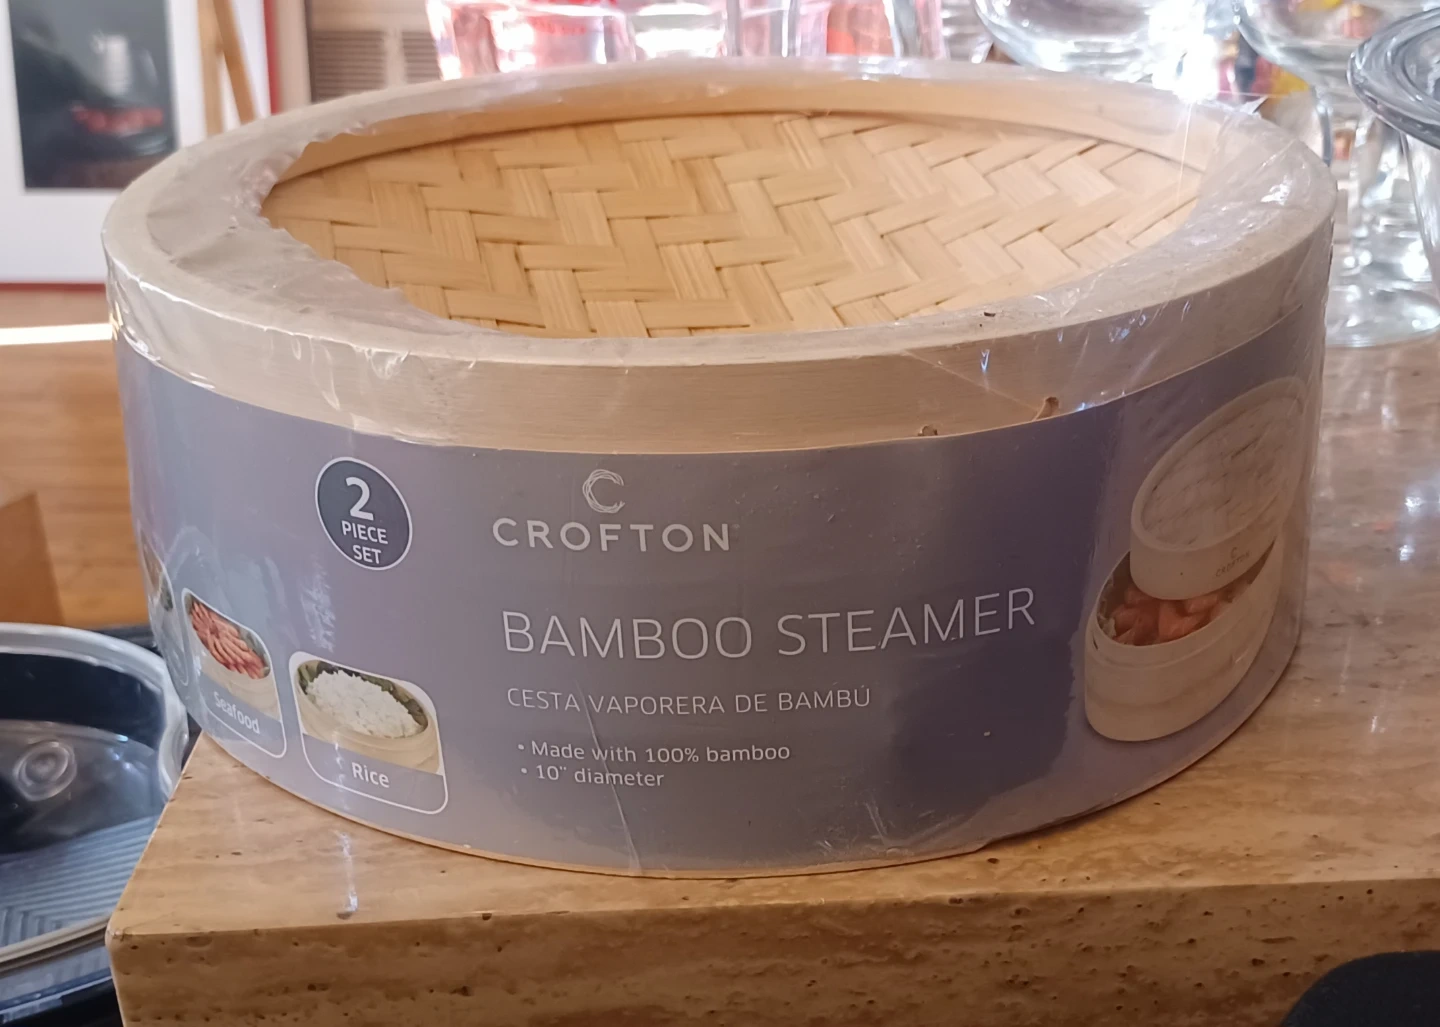 2
PIECE
SET
CROFTON
BAMBOO STEAMER
CESTA VAPORERA DE BAMBÚ
• Made with 100% bamboo
• 10" diameter
Seafood
Rice